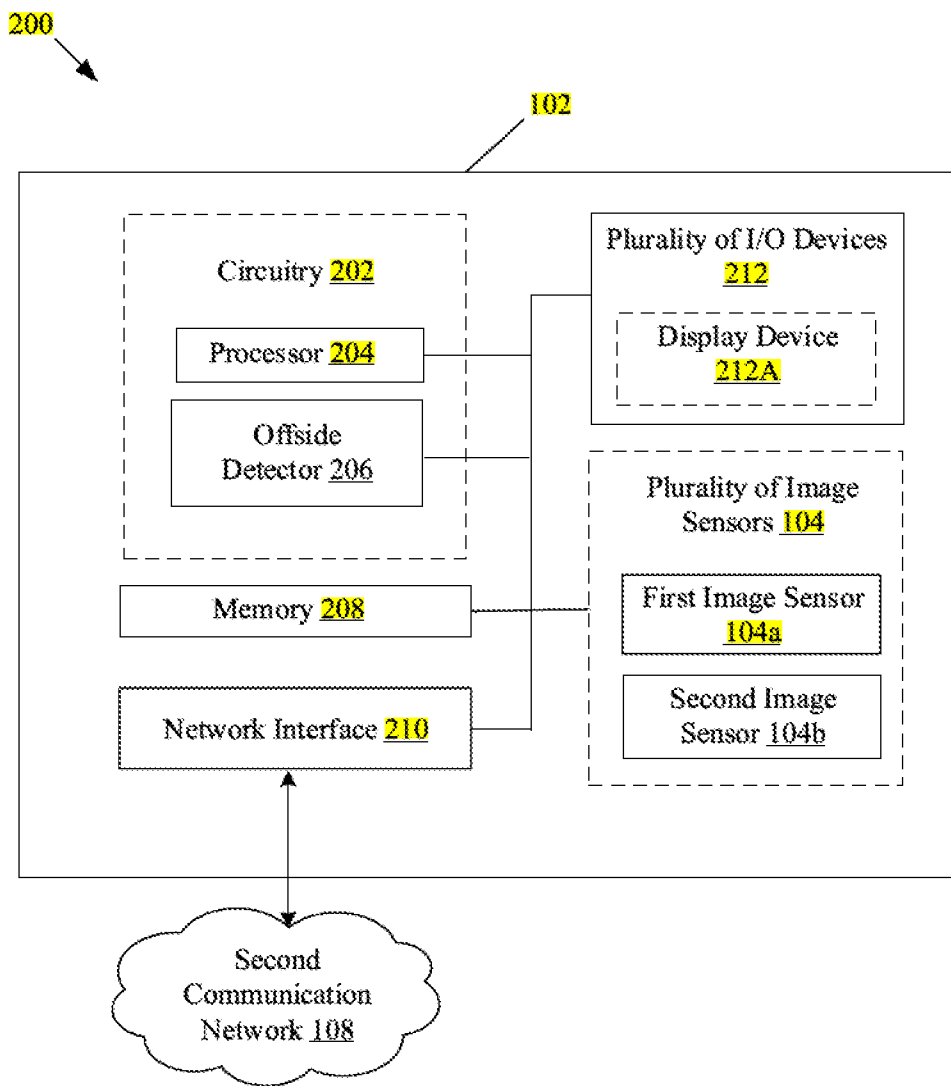 200
102
Circuitry 202
Processor 204
Offside
Detector 206
Memory 208
Network Interface 210
Plurality of I/O Devices
212
Display Device
212A
Plurality of Image
Sensors 104
First Image Sensor
104a
Second Image
Sensor 104b
Second
Communication
Network 108